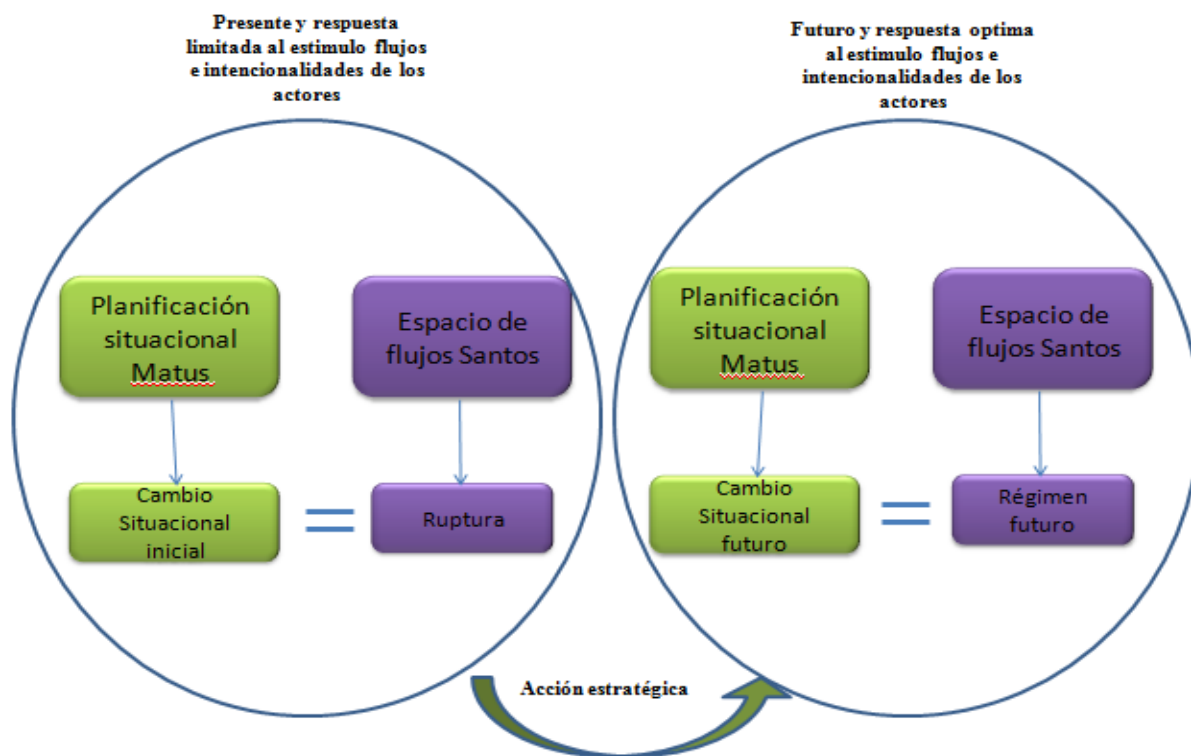 Presente y respuesta
limitada al estimulo flujos
e intencionalidades de los
actores
Futuro y respuesta optima
al estimulo flujos e
intencionalidades de los
actores
Planificación
situacional
Matus
Espacio de
flujos Santos
Planificación
situacional
Matus
Espacio de
flujos Santos
Cambio
Situacional
inicial
=
Ruptura
Cambio
Situacional
futuro
=
Régimen
futuro
Acción estratégica